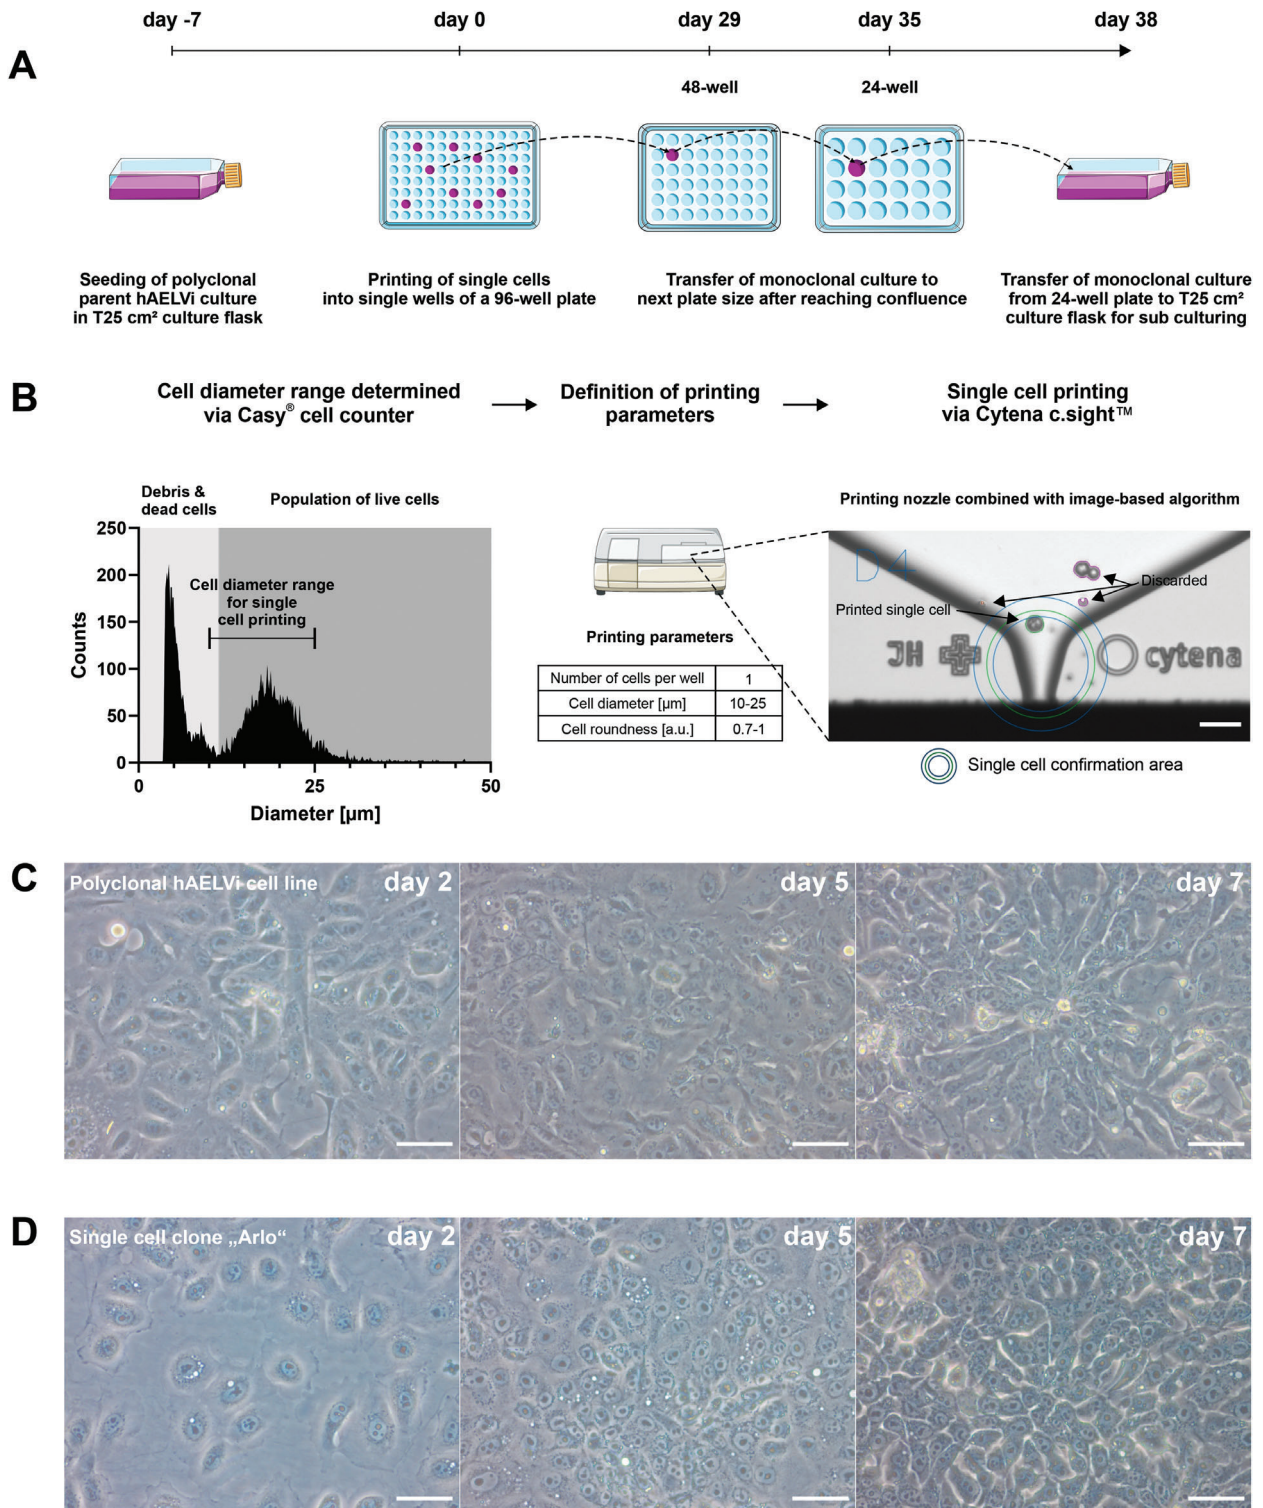 day -7
day 0
day 29
day 35
day 38
A
48-well
24-well
Seeding of polyclonal
parent hAELVi culture
in T25 cm² culture flask
Printing of single cells
into single wells of a 96-well plate
Transfer of monoclonal culture to
next plate size after reaching confluence
Transfer of monoclonal culture
from 24-well plate to T25 cm²
culture flask for sub culturing
B
Cell diameter range determined
via Casy® cell counter
Definition of printing
parameters
Single cell printing
via Cytena c.sight™
Debris &
dead cells
Population of live cells
Cell diameter range
for single
cell printing
Counts
250
200
150
100
50
0
0
25
50
Diameter [µm]
Printing parameters
Number of cells per well 1
Cell diameter [µm] 10-25
Cell roundness [a.u.] 0.7-1
Printing nozzle combined with image-based algorithm
D4
Discarded
Printed single cell
JH
cytena
Single cell confirmation area
C
Polyclonal hAELVi cell line
day 2
day 5
day 7
D
Single cell clone „Arlo“
day 2
day 5
day 7